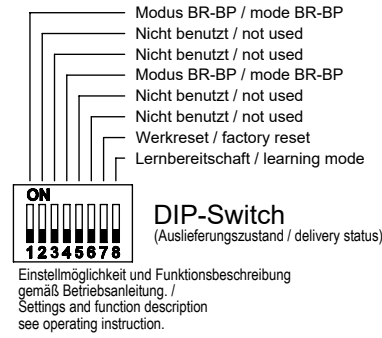 Modus BR-BP / mode BR-BP
Nicht benutzt / not used
Nicht benutzt / not used
Modus BR-BP / mode BR-BP
Nicht benutzt / not used
Nicht benutzt / not used
Werkreset / factory reset
Lernbereitschaft / learning mode
ON
12345678
DIP-Switch
(Auslieferungszustand / delivery status)
Einstellmöglichkeit und Funktionsbeschreibung
gemäß Betriebsanleitung. /
Settings and function description
see operating instruction.